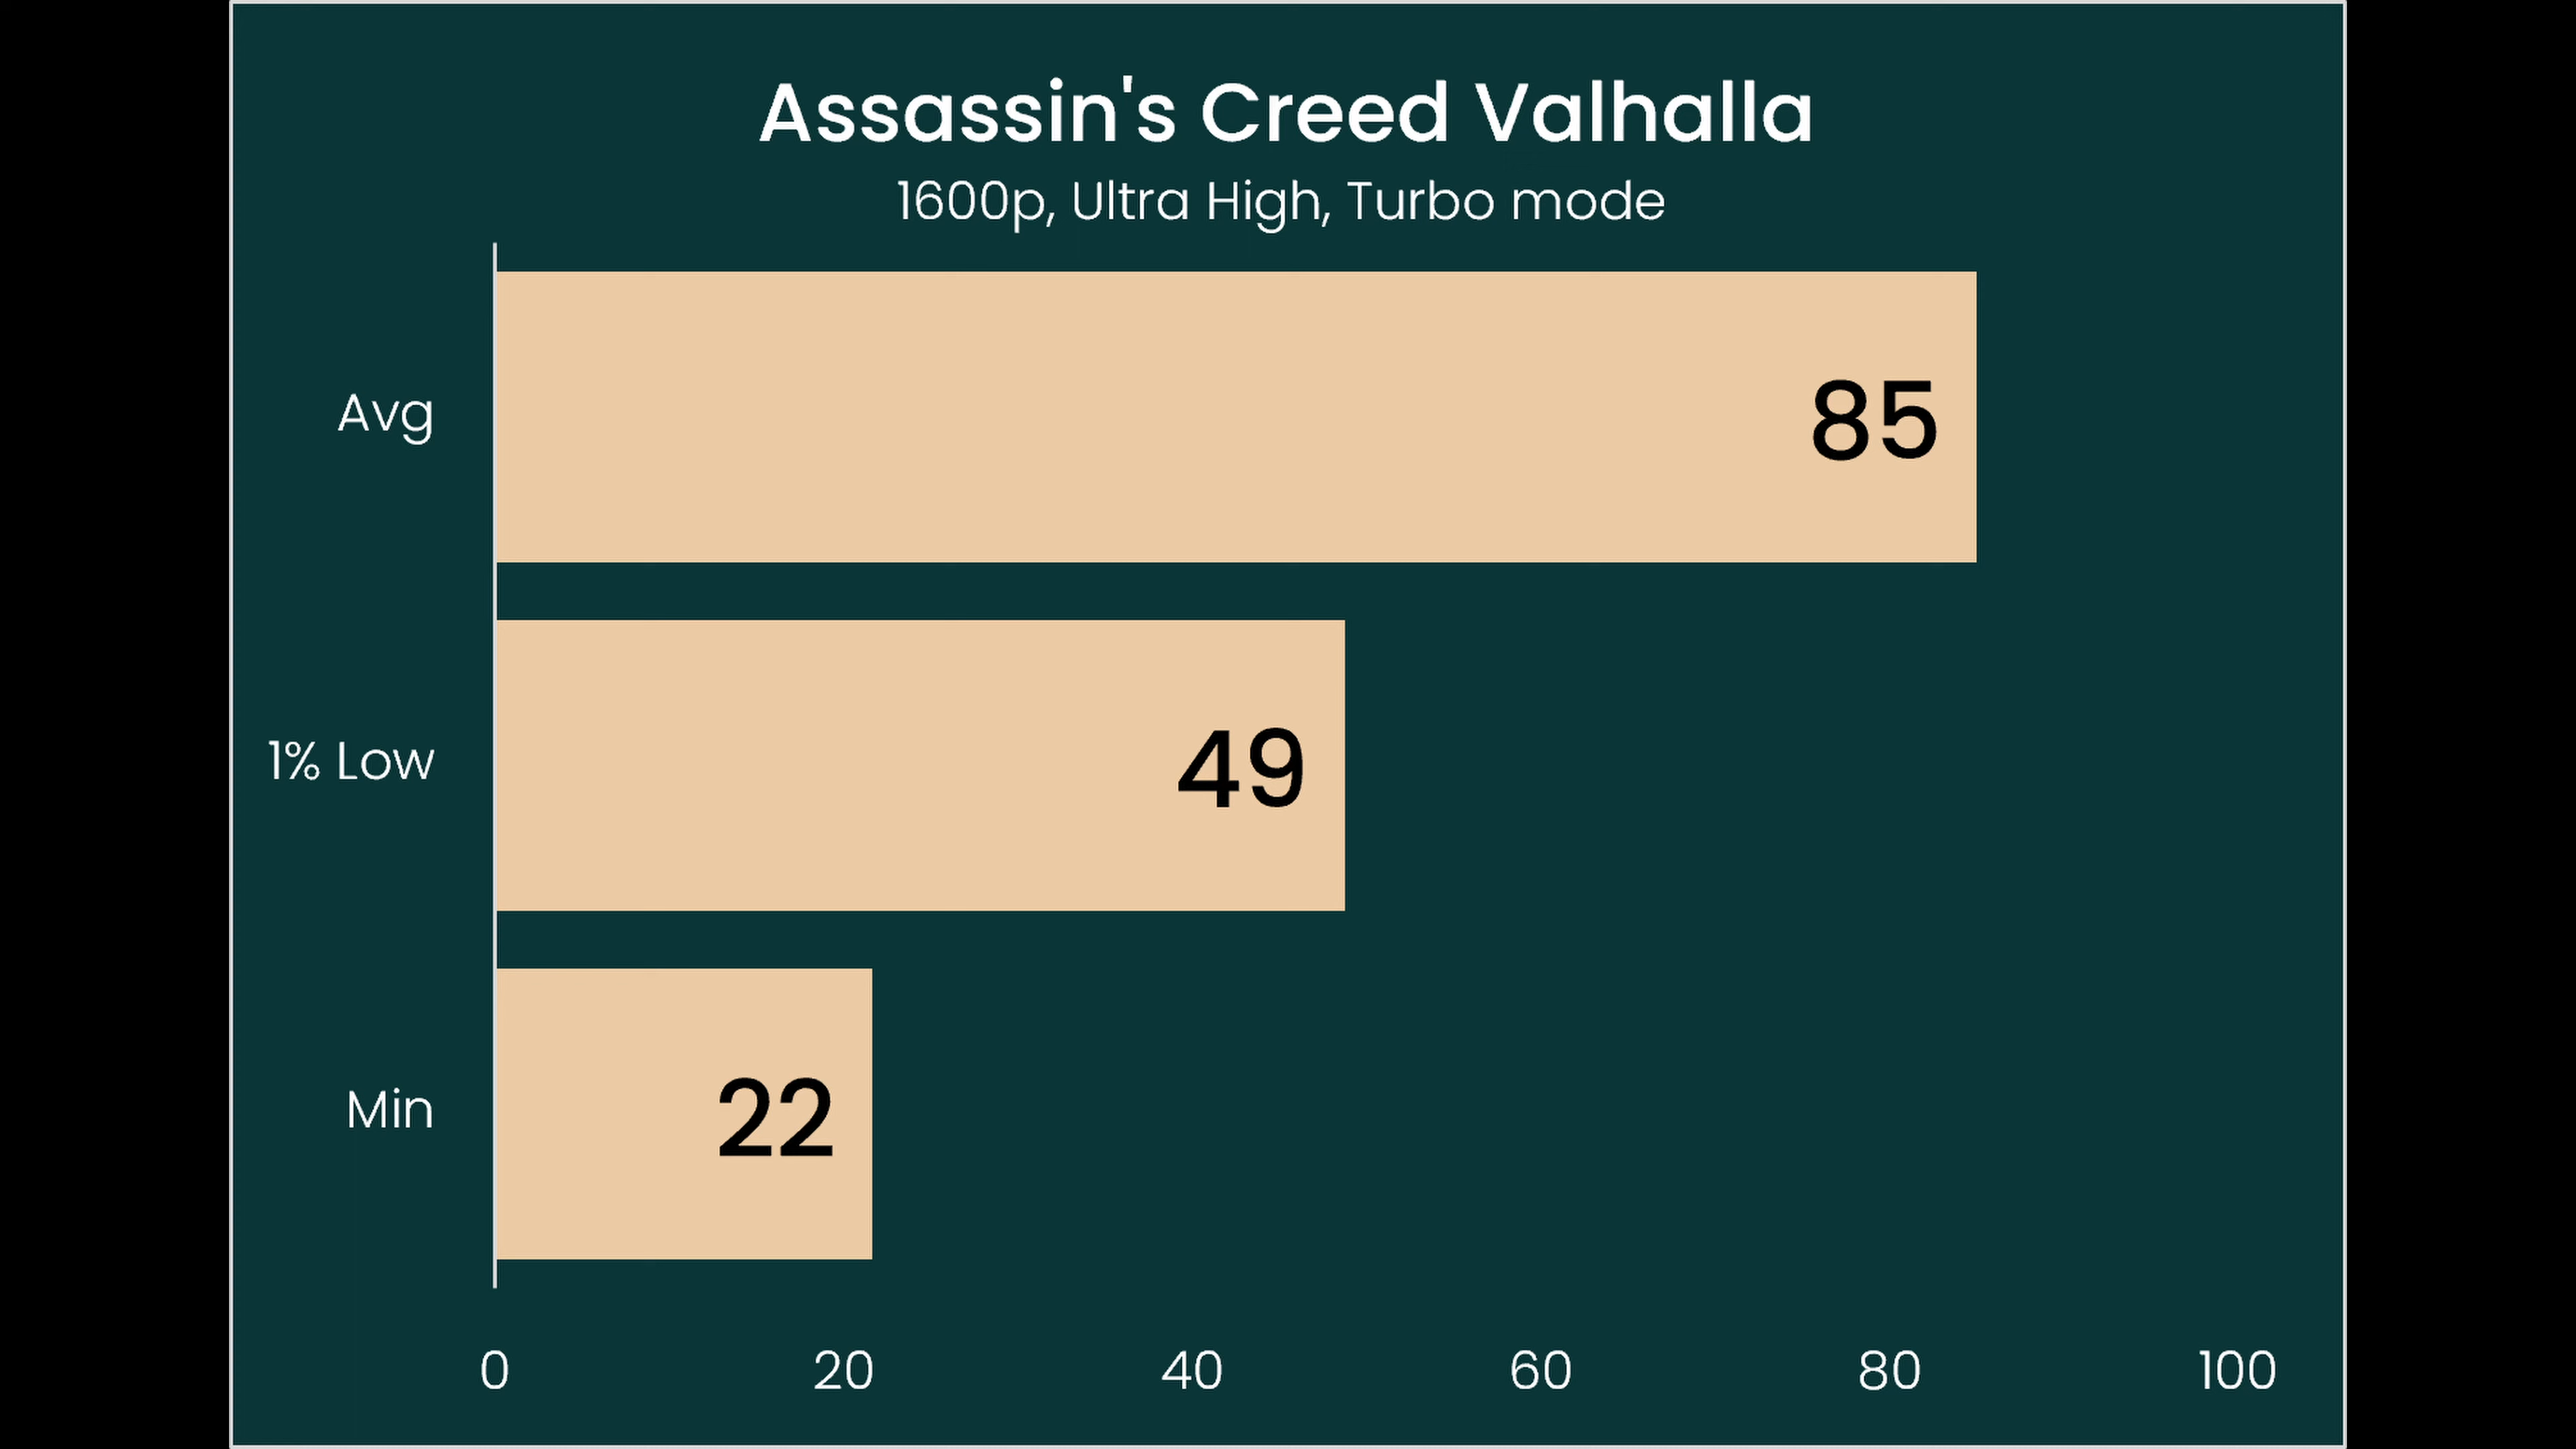 Assassin's Creed Valhalla
1600p, Ultra High, Turbo mode
Avg
85
1% Low
49
Min
22
0 20 40 60 80 100